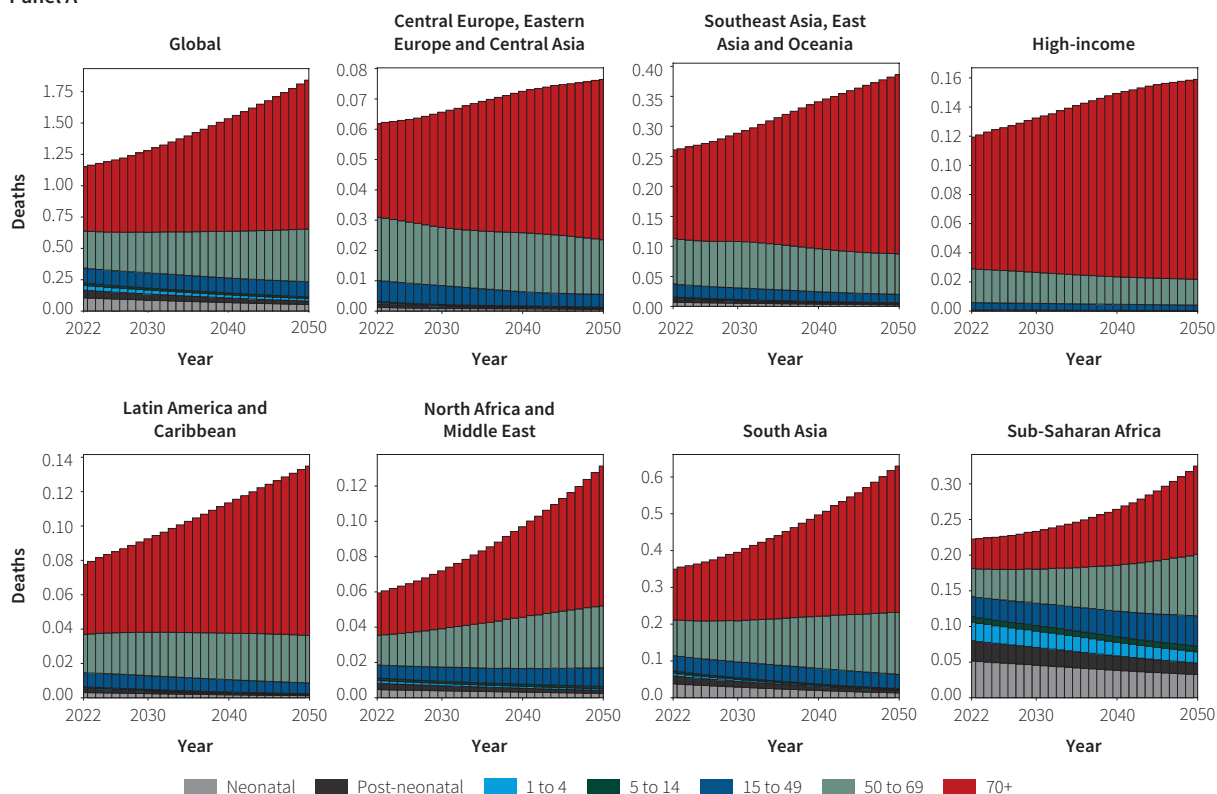 Panel A
Global
Central Europe, Eastern
Europe and Central Asia
Southeast Asia, East
Asia and Oceania
High-income
Deaths
1.75
1.50
1.25
1.00
0.75
0.50
0.25
0.00
2022 2030 2040 2050
Year
0.08
0.07
0.06
0.05
0.04
0.03
0.02
0.01
0.00
2022 2030 2040 2050
Year
0.40
0.35
0.30
0.25
0.20
0.15
0.10
0.05
0.00
2022 2030 2040 2050
Year
0.16
0.14
0.12
0.10
0.08
0.06
0.04
0.02
0.00
2022 2030 2040 2050
Year
Latin America and
Caribbean
North Africa and
Middle East
South Asia
Sub-Saharan Africa
Deaths
0.14
0.12
0.10
0.08
0.06
0.04
0.02
0.00
2022 2030 2040 2050
Year
0.12
0.10
0.08
0.06
0.04
0.02
0.00
2022 2030 2040 2050
Year
0.6
0.5
0.4
0.3
0.2
0.1
0.0
2022 2030 2040 2050
Year
0.30
0.25
0.20
0.15
0.10
0.05
0.00
2022 2030 2040 2050
Year
Neonatal Post-neonatal 1 to 4 5 to 14 15 to 49 50 to 69 70+